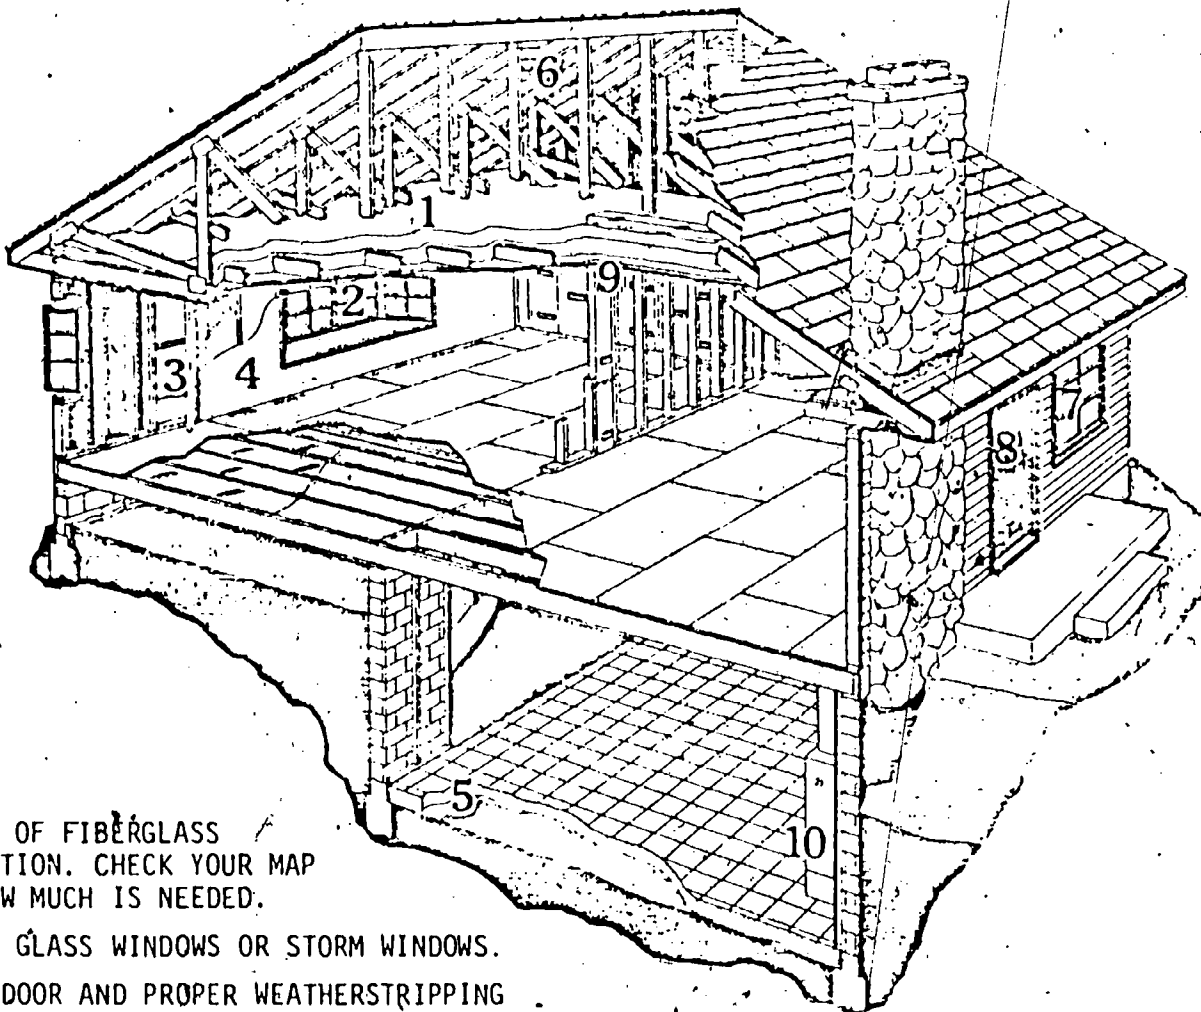 6
1
9
2
3
4
7
8
5
10
OF FIBERGLASS
TION. CHECK YOUR MAP
W MUCH IS NEEDED.
GLASS WINDOWS OR STORM WINDOWS.
DOOR AND PROPER WEATHERSTRIPPING